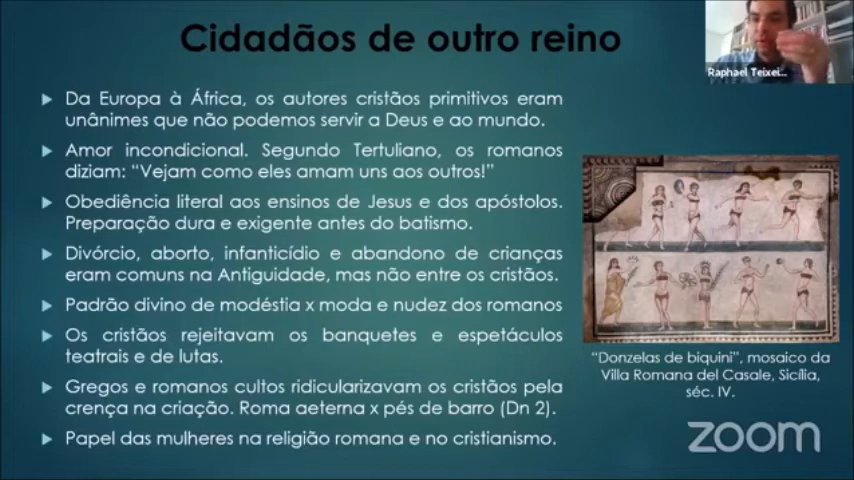 Cidadãos de outro reino
Raphael Teixei...
Da Europa à África, os autores cristãos primitivos eram
unânimes que não podemos servir a Deus e ao mundo.
Amor incondicional. Segundo Tertuliano, os romanos
diziam: “Vejam como eles amam uns aos outros!”
Obediência literal aos ensinos de Jesus e dos apóstolos.
Preparação dura e exigente antes do batismo.
Divórcio, aborto, infanticídio e abandono de crianças
eram comuns na Antiguidade, mas não entre os cristãos.
Padrão divino de modéstia x moda e nudez dos romanos
Os cristãos rejeitavam os banquetes e espetáculos
teatrais e de lutas.
Gregos e romanos cultos ridicularizavam os cristãos pela
crença na criação. Roma aeterna x pés de barro (Dn 2).
Papel das mulheres na religião romana e no cristianismo.
“Donzelas de biquini”, mosaico da
Villa Romana del Casale, Sicília,
séc. IV.
zoom